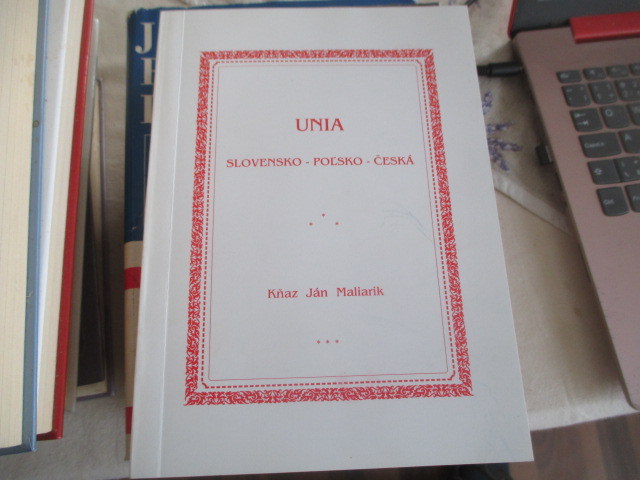 UNIA
SLOVENSKO - POĽSKO - ČESKÁ
Kňaz Ján Maliarik